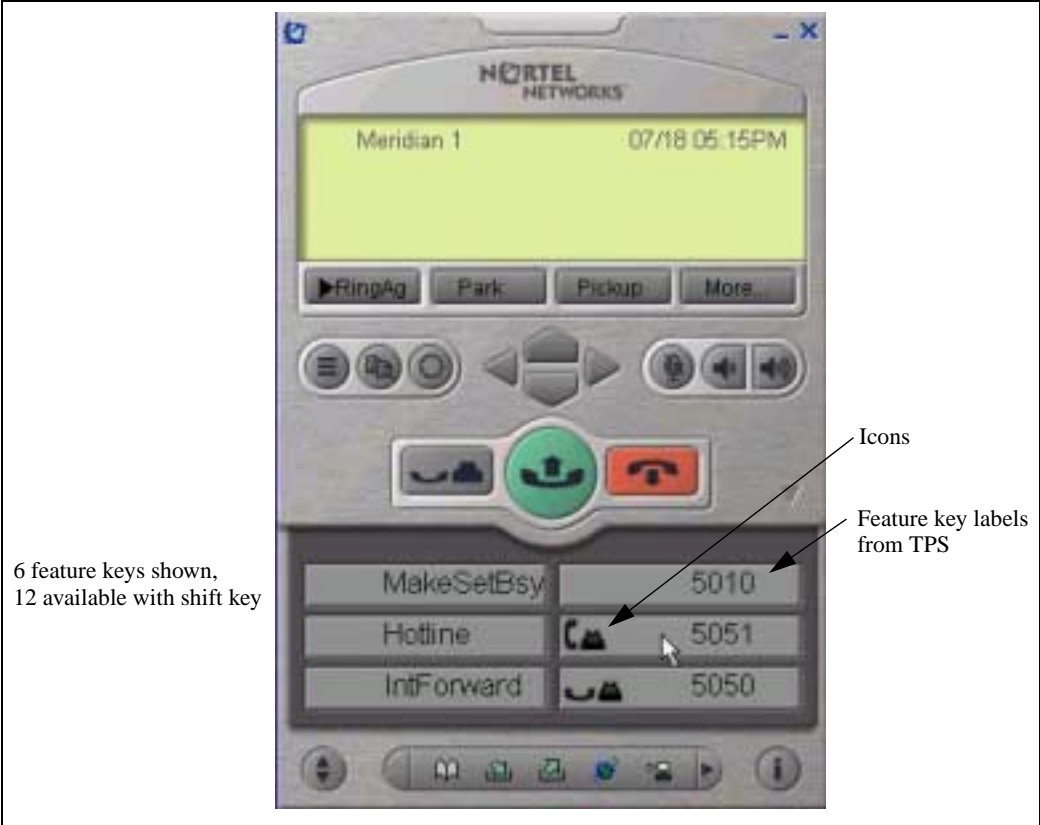 NORTEL
NETWORKS
Meridian 1 07/18 05:15PM
RingAg Park Pickup More...
Icons
Feature key labels
from TPS
6 feature keys shown,
12 available with shift key
MakeSetBsy 5010
Hotline 5051
IntForward 5050